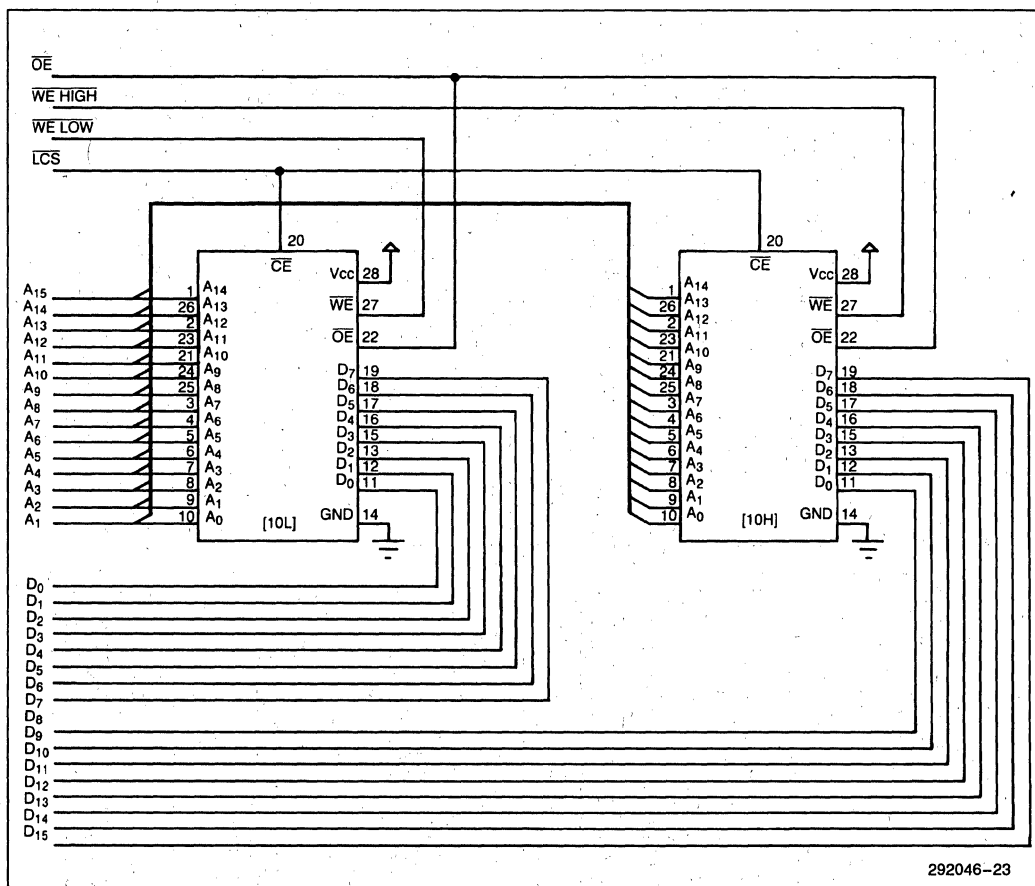 OE
WE HIGH
WE LOW
LCS
20
CE
Vcc 28
WE 27
OE 22
D7 19
D6 18
D5 17
D4 16
D3 15
D2 13
D1 12
D0 11
GND 14
[10L]
A15 1 A14
A14 26 A13
A13 2 A12
A12 23 A11
A11 21 A10
A10 24 A9
A9 25 A8
A8 3 A7
A7 4 A6
A6 5 A5
A5 6 A4
A4 7 A3
A3 8 A2
A2 9 A1
A1 10 A0
20
CE
Vcc 28
WE 27
OE 22
D7 19
D6 18
D5 17
D4 16
D3 15
D2 13
D1 12
D0 11
GND 14
[10H]
1 A14
26 A13
2 A12
23 A11
21 A10
24 A9
25 A8
3 A7
4 A6
5 A5
6 A4
7 A3
8 A2
9 A1
10 A0
D0
D1
D2
D3
D4
D5
D6
D7
D8
D9
D10
D11
D12
D13
D14
D15
292046-23